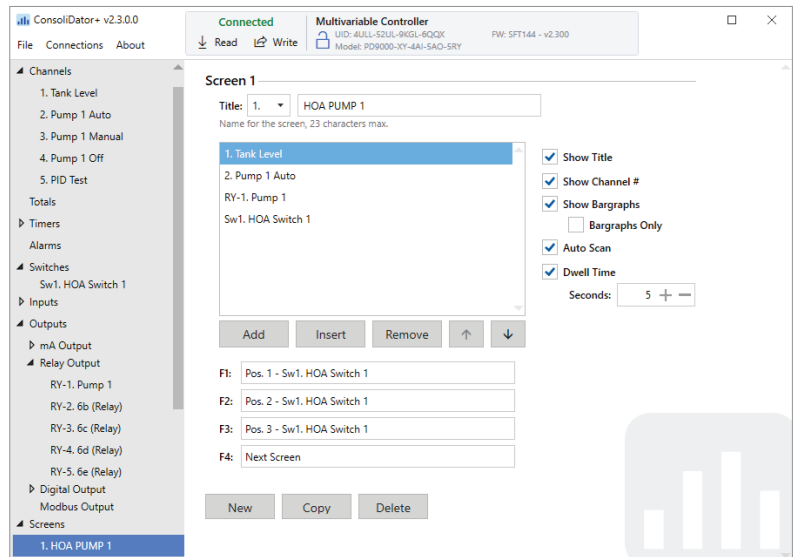 ConsoliDator+ v2.3.0.0
File Connections About
Connected
Read Write
Multivariable Controller
UID: 4ULL-S2UL-9KGL-6QQX FW: SFT144 - v2.300
Model: PD9000-XY-4AI-5AO-5RY
Channels
1. Tank Level
2. Pump 1 Auto
3. Pump 1 Manual
4. Pump 1 Off
5. PID Test
Totals
Timers
Alarms
Switches
Sw1. HOA Switch 1
Inputs
Outputs
mA Output
Relay Output
RY-1. Pump 1
RY-2. 6b (Relay)
RY-3. 6c (Relay)
RY-4. 6d (Relay)
RY-5. 6e (Relay)
Digital Output
Modbus Output
Screens
1. HOA PUMP 1
Screen 1
Title: 1. HOA PUMP 1
Name for the screen, 23 characters max.
1. Tank Level
2. Pump 1 Auto
RY-1. Pump 1
Sw1. HOA Switch 1
Show Title
Show Channel #
Show Bargraphs
Bargraphs Only
Auto Scan
Dwell Time
Seconds: 5
Add Insert Remove
F1: Pos. 1 - Sw1. HOA Switch 1
F2: Pos. 2 - Sw1. HOA Switch 1
F3: Pos. 3 - Sw1. HOA Switch 1
F4: Next Screen
New Copy Delete